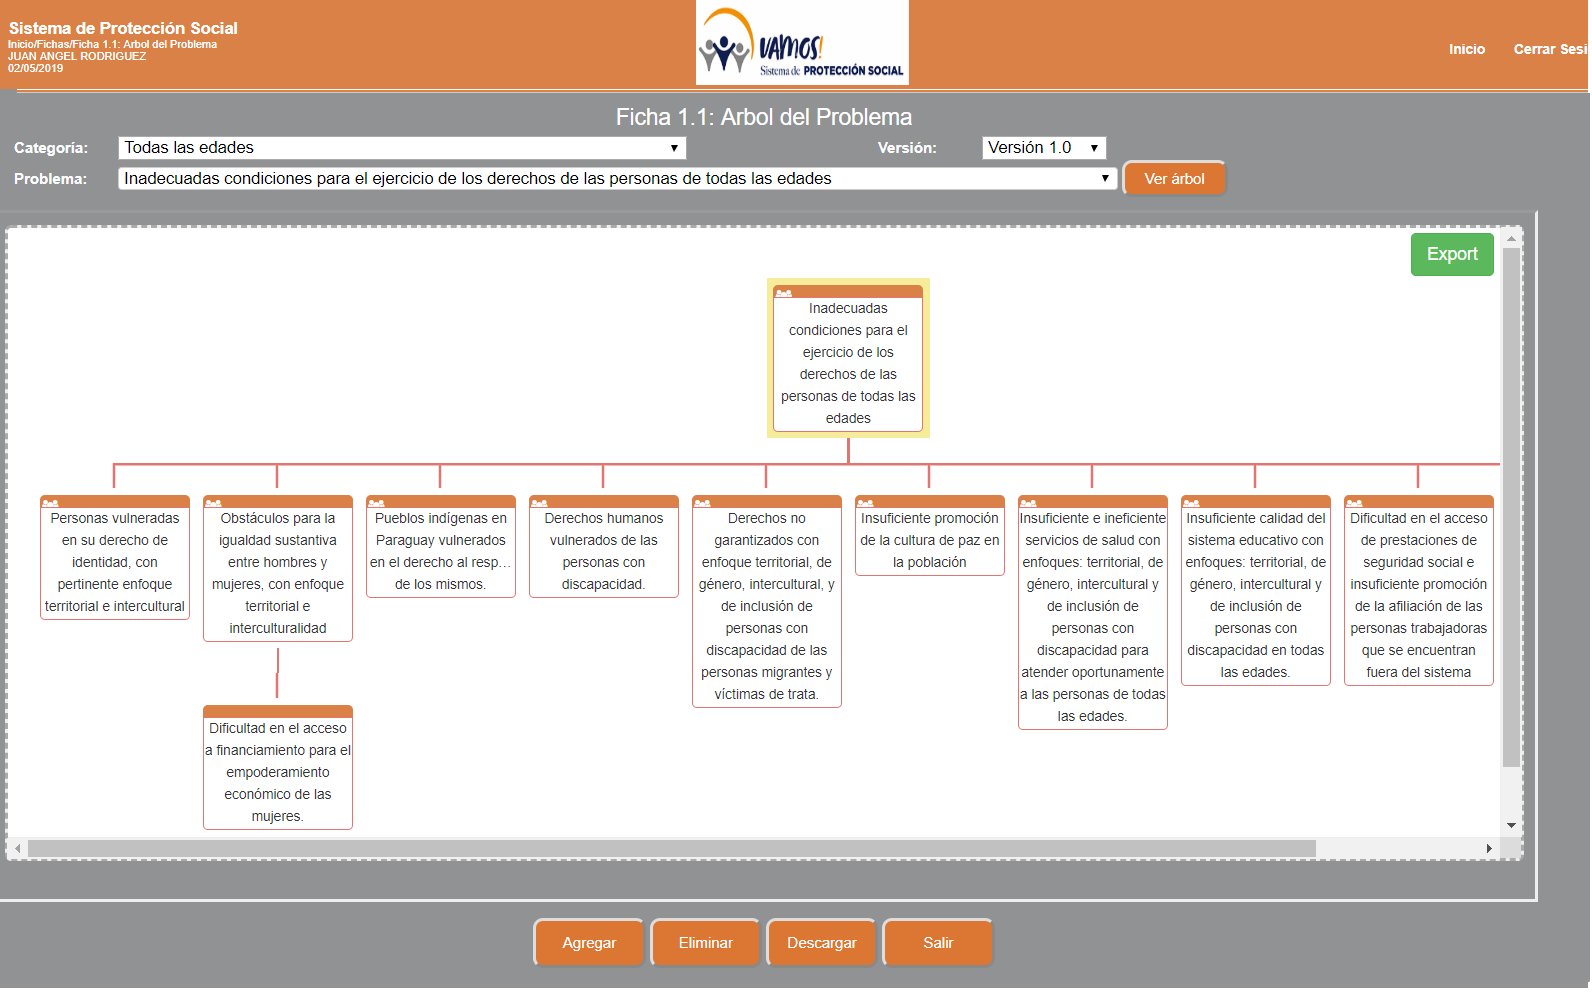 Sistema de Protección Social
Inicio/Fichas/Ficha 1.1: Arbol del Problema
JUAN ANGEL RODRIGUEZ
02/05/2019
VAMOS!
Sistema de PROTECCIÓN SOCIAL
Inicio
Cerrar Sesi
Ficha 1.1: Arbol del Problema
Categoría:
Todas las edades
Versión:
Versión 1.0
Problema:
Inadecuadas condiciones para el ejercicio de los derechos de las personas de todas las edades
Ver árbol
Export
Inadecuadas
condiciones para el
ejercicio de los
derechos de las
personas de todas las
edades
Personas vulneradas
en su derecho de
identidad, con
pertinente enfoque
territorial e intercultural
Obstáculos para la
igualdad sustantiva
entre hombres y
mujeres, con enfoque
territorial e
interculturalidad
Pueblos indígenas en
Paraguay vulnerados
en el derecho al resp...
de los mismos.
Derechos humanos
vulnerados de las
personas con
discapacidad.
Derechos no
garantizados con
enfoque territorial, de
género, intercultural, y
de inclusión de
personas con
discapacidad de las
personas migrantes y
víctimas de trata.
Insuficiente promoción
de la cultura de paz en
la población
Insuficiente e ineficiente
servicios de salud con
enfoques: territorial, de
género, intercultural y
de inclusión de
personas con
discapacidad para
atender oportunamente
a las personas de todas
las edades.
Insuficiente calidad del
sistema educativo con
enfoques: territorial, de
género, intercultural y
de inclusión de
personas con
discapacidad en todas
las edades.
Dificultad en el acceso
de prestaciones de
seguridad social e
insuficiente promoción
de la afiliación de las
personas trabajadoras
que se encuentran
fuera del sistema
Dificultad en el acceso
a financiamiento para el
empoderamiento
económico de las
mujeres.
Agregar
Eliminar
Descargar
Salir